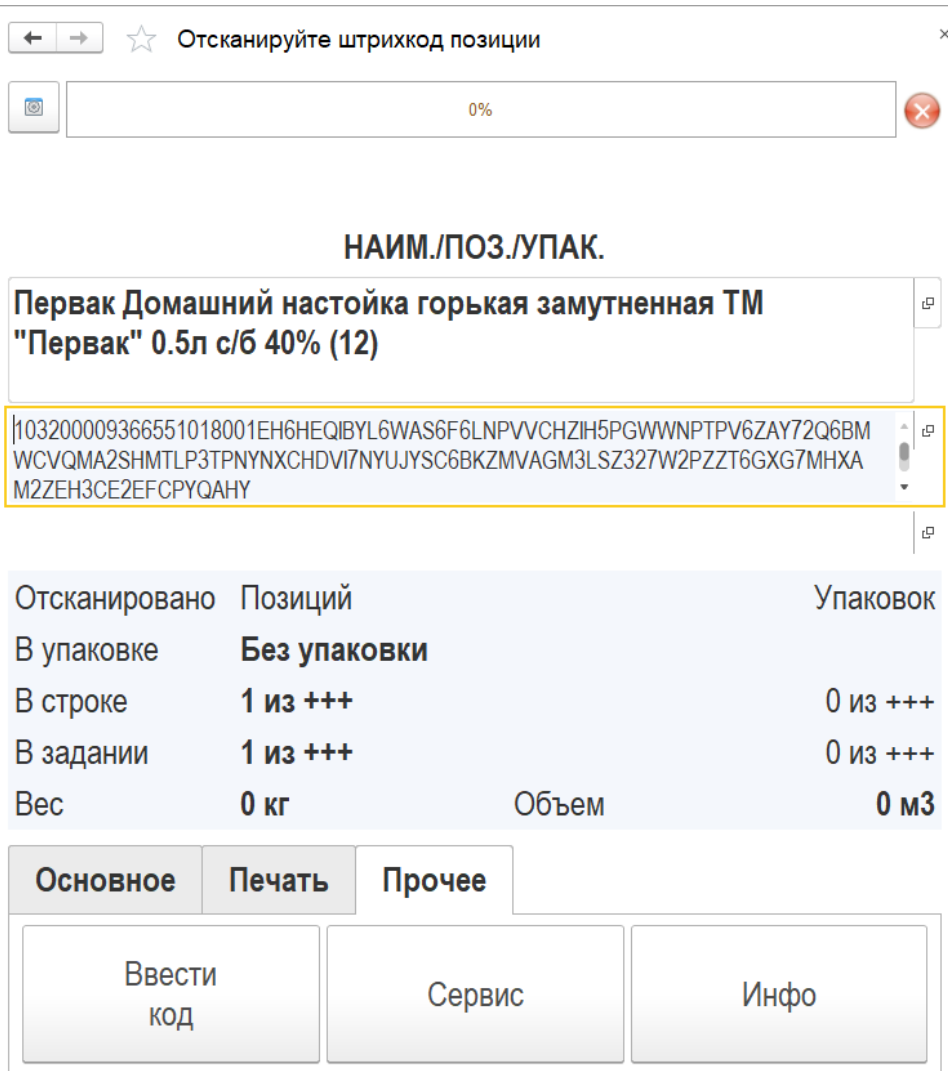 Отсканируйте штрихкод позиции
0%
НАИМ./ПОЗ./УПАК.
Первак Домашний настойка горькая замутненная ТМ
"Первак" 0.5л с/б 40% (12)
103200009366551018001EH6HEQIBYL6WAS6F6LNPVVCHZIH5PGWWNPTPV6ZAY72Q6BM
WCVQMA2SHMTLP3TPNYNXCHDVI7NYUJYSC6BKZMVAGM3LSZ327W2PZZT6GXG7MHXA
M2ZEH3CE2EFCPYQAHY
Отсканировано Позиций Упаковок
В упаковке Без упаковки
В строке 1 из +++ 0 из +++
В задании 1 из +++ 0 из +++
Вес 0 кг Объем 0 м3
Основное Печать Прочее
Ввести
код
Сервис
Инфо